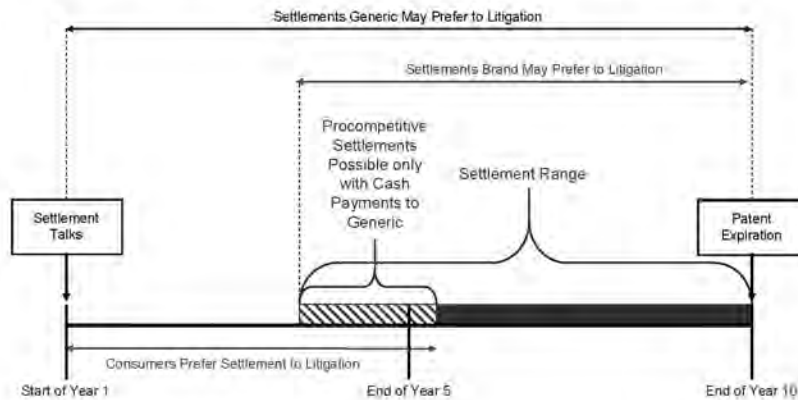 Settlements Generic May Prefer to Litigation
Settlements Brand May Prefer to Litigation
Procompetitive
Settlements
Possible only
with Cash
Payments to
Generic
Settlement Range
Settlement
Talks
Patent
Expiration
Consumers Prefer Settlement to Litigation
Start of Year 1
End of Year 5
End of Year 10